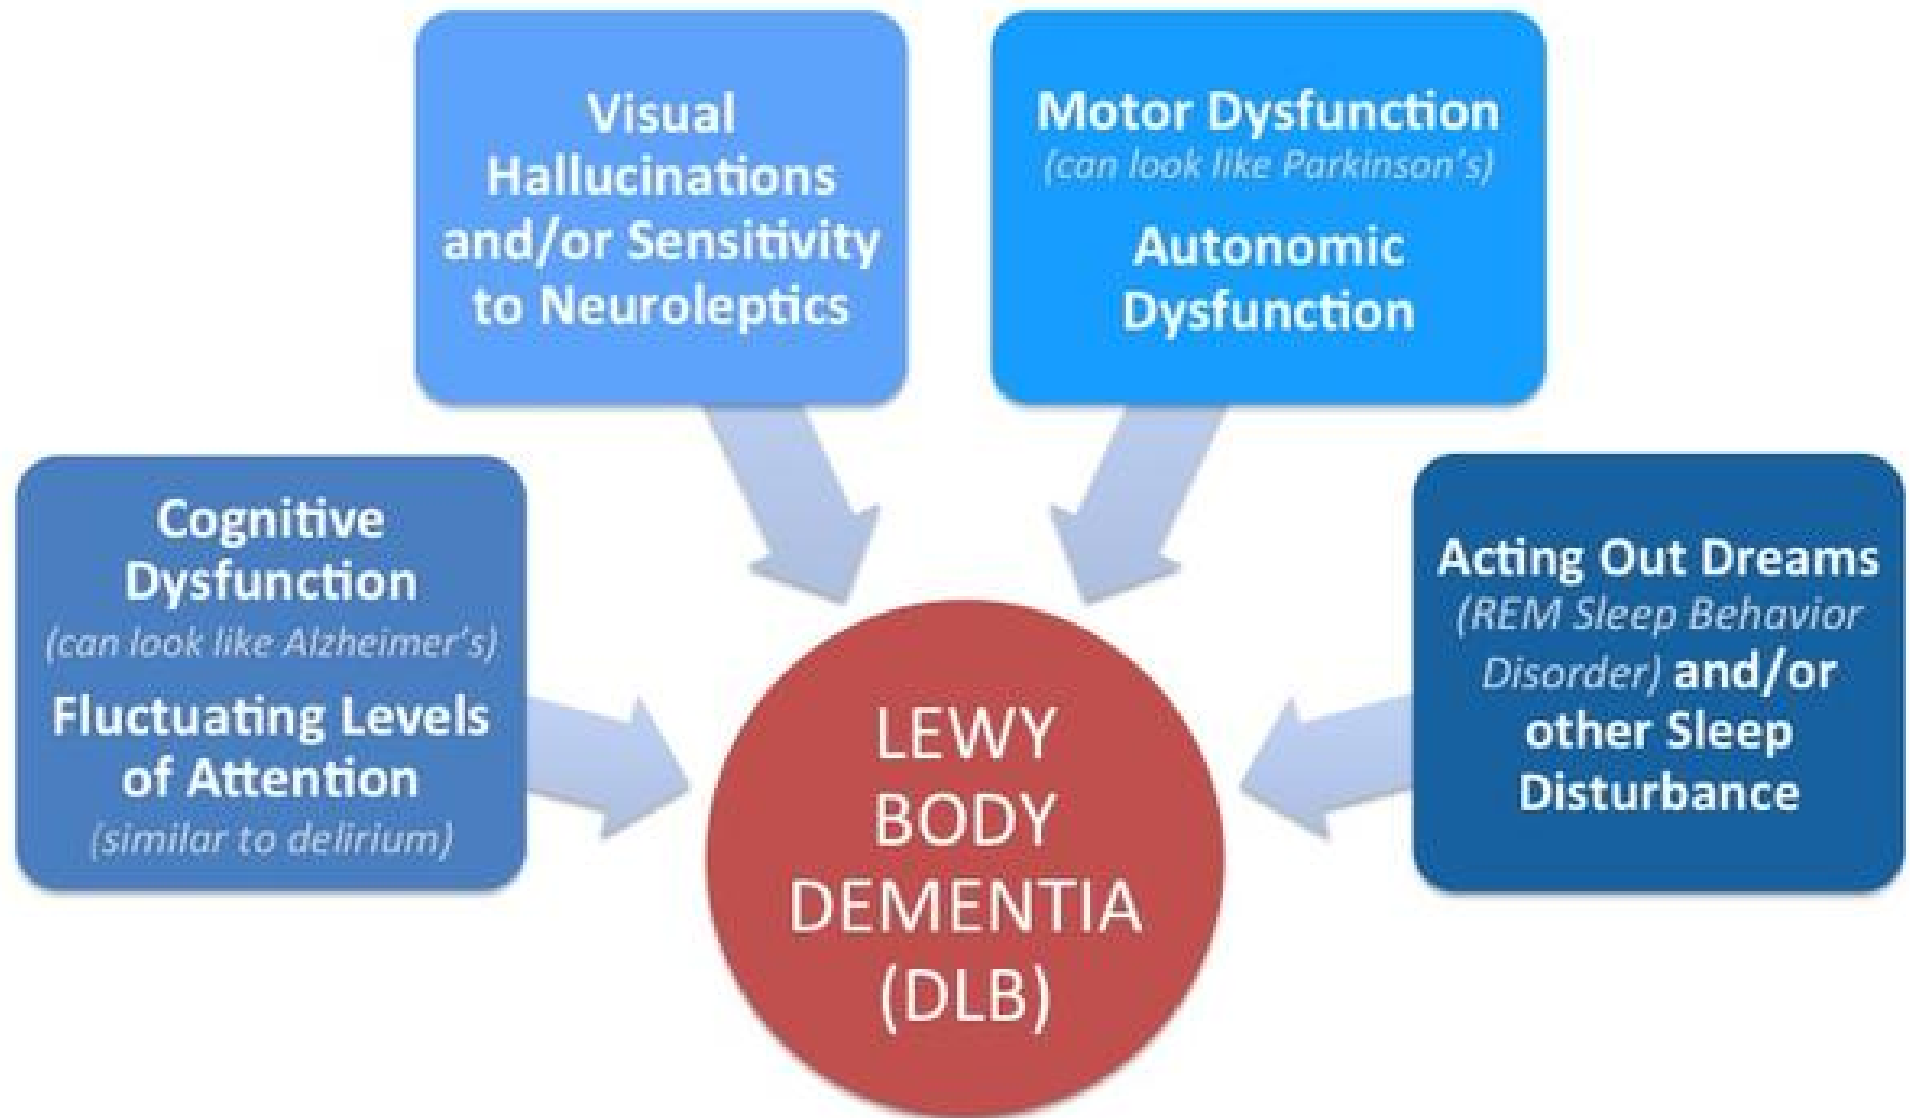 Visual
Hallucinations
and/or Sensitivity
to Neuroleptics
Motor Dysfunction
(can look like Parkinson's)
Autonomic
Dysfunction
Cognitive
Dysfunction
(can look like Alzheimer's)
Fluctuating Levels
of Attention
(similar to delirium)
Acting Out Dreams
(REM Sleep Behavior
Disorder) and/or
other Sleep
Disturbance
LEWY
BODY
DEMENTIA
(DLB)